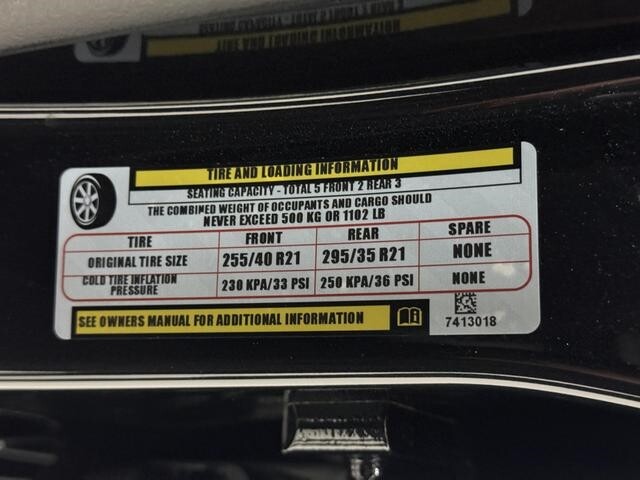 TIRE AND LOADING INFORMATION
SEATING CAPACITY - TOTAL 5 FRONT 2 REAR 3
THE COMBINED WEIGHT OF OCCUPANTS AND CARGO SHOULD
NEVER EXCEED 500 KG OR 1102 LB
TIRE FRONT REAR SPARE
ORIGINAL TIRE SIZE 255/40 R21 295/35 R21 NONE
COLD TIRE INFLATION PRESSURE 230 KPA/33 PSI 250 KPA/36 PSI NONE
SEE OWNERS MANUAL FOR ADDITIONAL INFORMATION
7413018